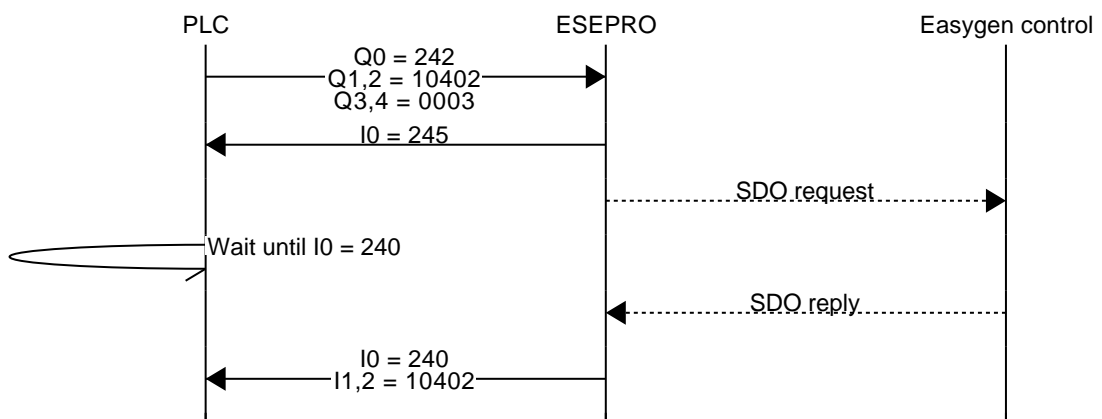 PLC
ESEPRO
Easygen control
Q0 = 242
Q1,2 = 10402
Q3,4 = 0003
I0 = 245
SDO request
Wait until I0 = 240
SDO reply
I0 = 240
I1,2 = 10402